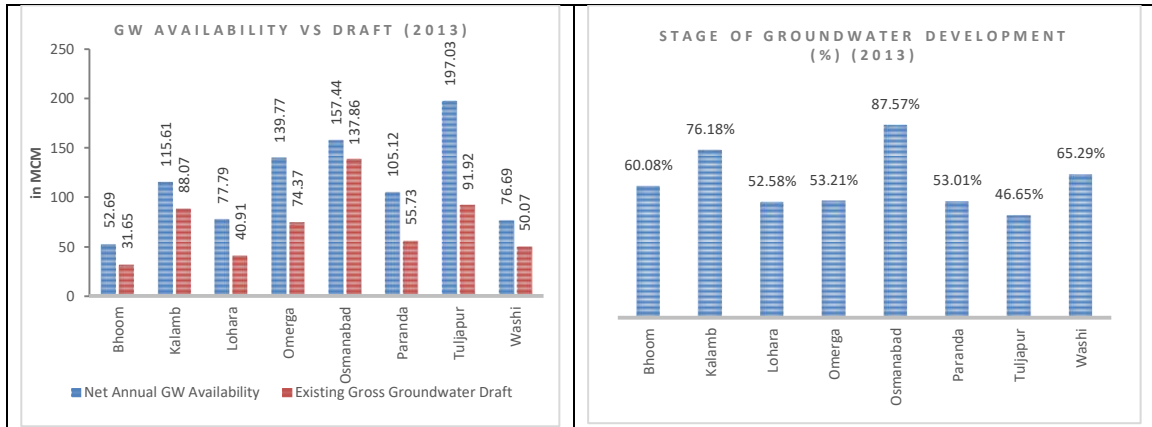 GW AVAILABILITY VS DRAFT (2013)
in MCM
250
200
150
100
50
0
52.69
31.65
115.61
88.07
77.79
40.91
139.77
74.37
157.44
137.86
105.12
55.73
197.03
91.92
76.69
50.07
Bhoom
Kalamb
Lohara
Omerga
Osmanabad
Paranda
Tuljapur
Washi
Net Annual GW Availability
Existing Gross Groundwater Draft
STAGE OF GROUNDWATER DEVELOPMENT
(%) (2013)
60.08%
76.18%
52.58%
53.21%
87.57%
53.01%
46.65%
65.29%
Bhoom
Kalamb
Lohara
Omerga
Osmanabad
Paranda
Tuljapur
Washi